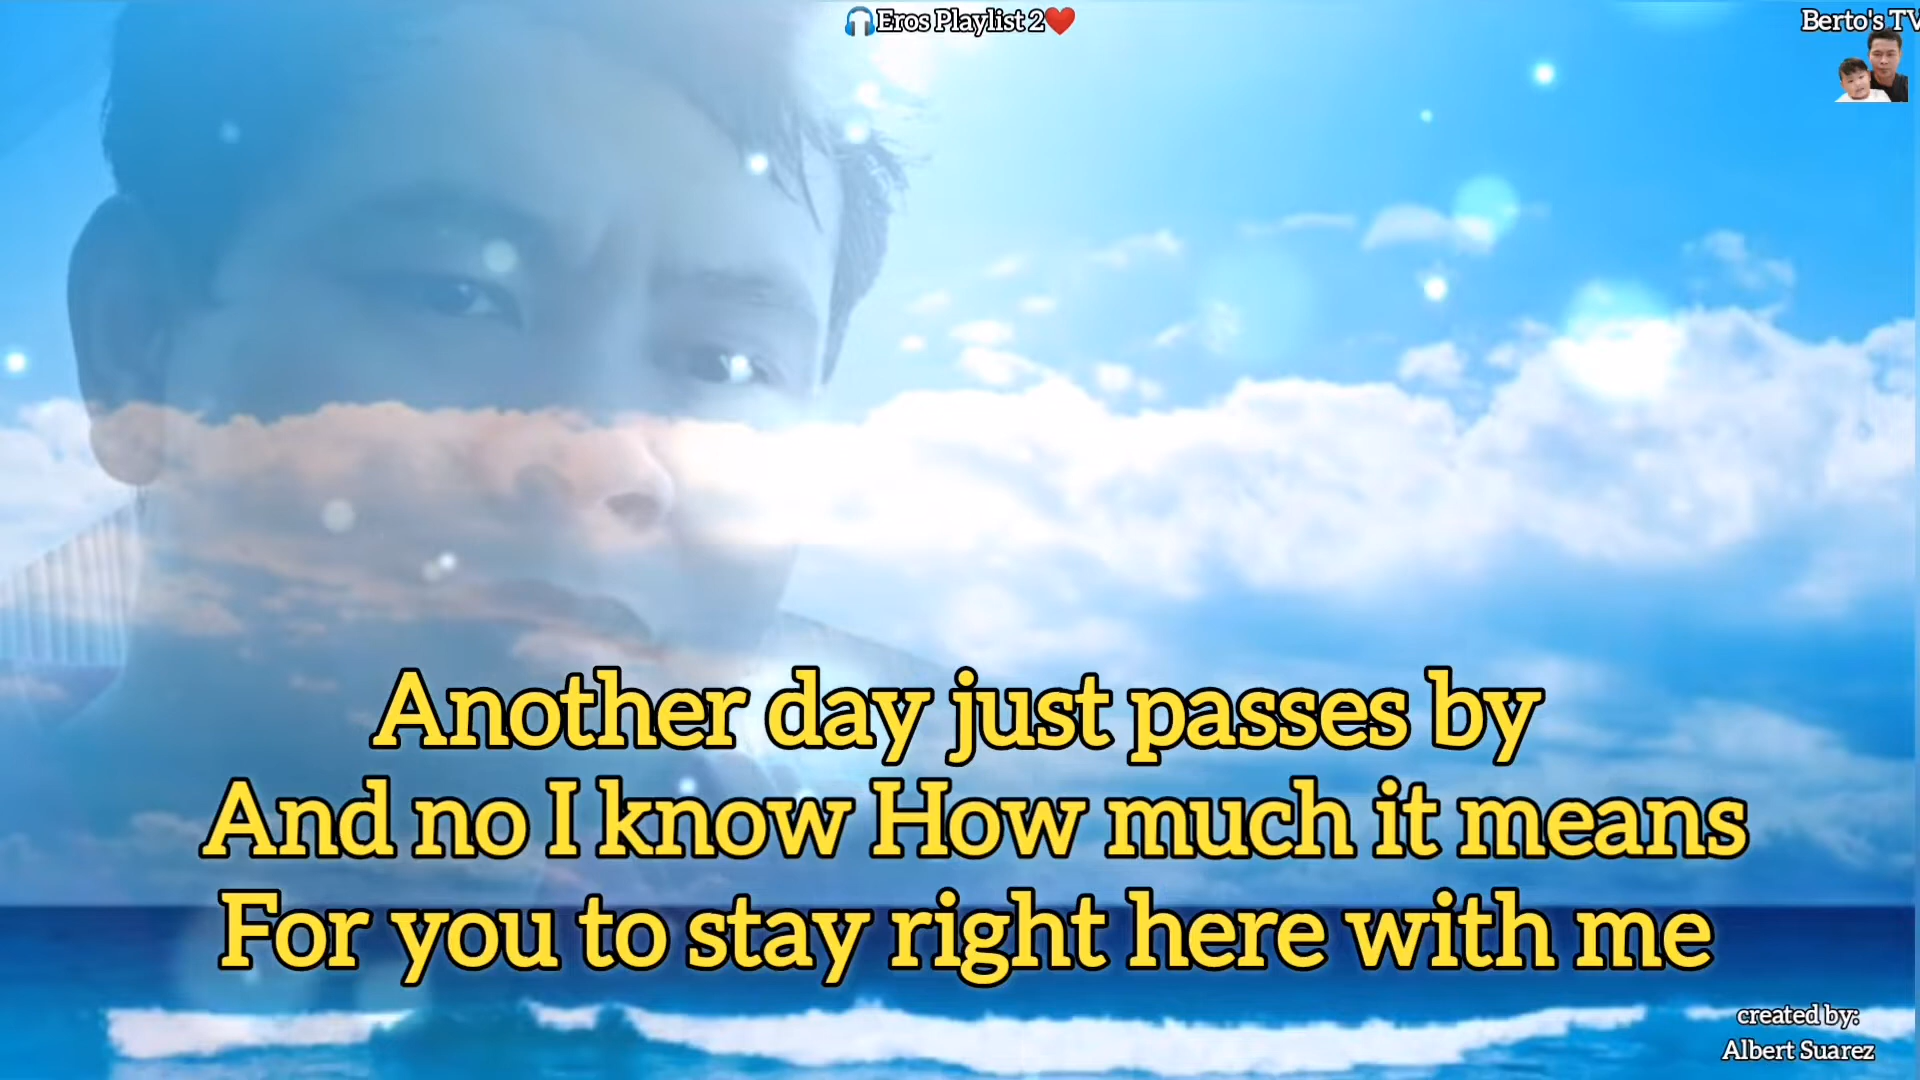 🎧Eros Playlist 2❤️
Berto's TV
Another day just passes by
And no I know How much it means
For you to stay right here with me
created by:
Albert Suarez